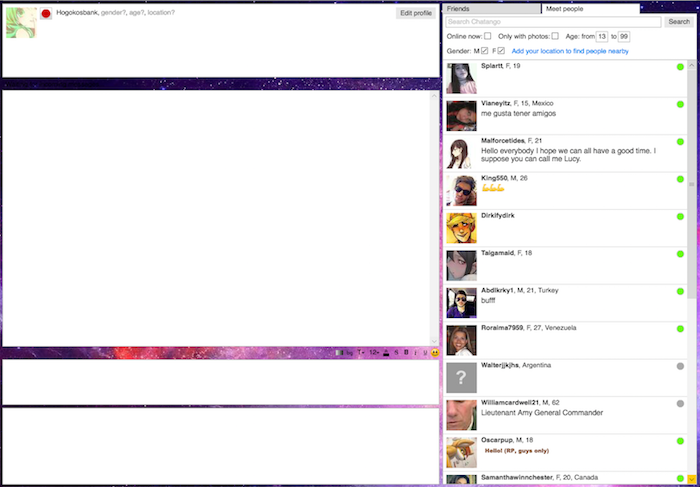 Hogokosbank, gender?, age?, location?
Edit profile
Friends
Meet people
Search Chatango
Search
Online now:
Only with photos:
Age: from 13 to 99
Gender: M F
Add your location to find people nearby
Splartt, F, 19
Vianeyitz, F, 15, Mexico
me gusta tener amigos
Malforcetides, F, 21
Hello everybody I hope we can all have a good time. I
suppose you can call me Lucy.
King550, M, 26
💪💪💪
Dirkifydirk
Taigamaid, F, 18
Abdlkrky1, M, 21, Turkey
bufff
Roraima7959, F, 27, Venezuela
Walterjjkjhs, Argentina
?
Williamcardwell21, M, 62
Lieutenant Amy General Commander
Oscarpup, M, 18
Hello! (RP, guys only)
Samanthawinnchester, F, 20, Canada
bg T 12 A B i U